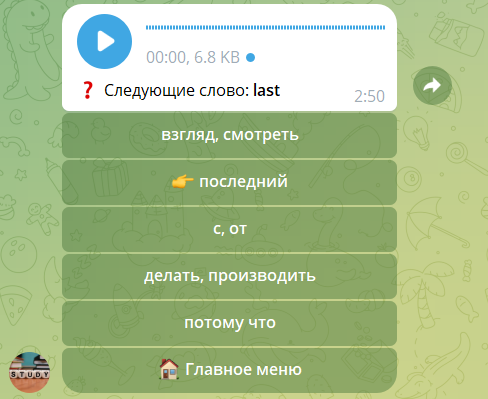 00:00, 6.8 KB
❓ Следующие слово: last
2:50
взгляд, смотреть
👉 последний
с, от
делать, производить
потому что
🏠 Главное меню
STUDY